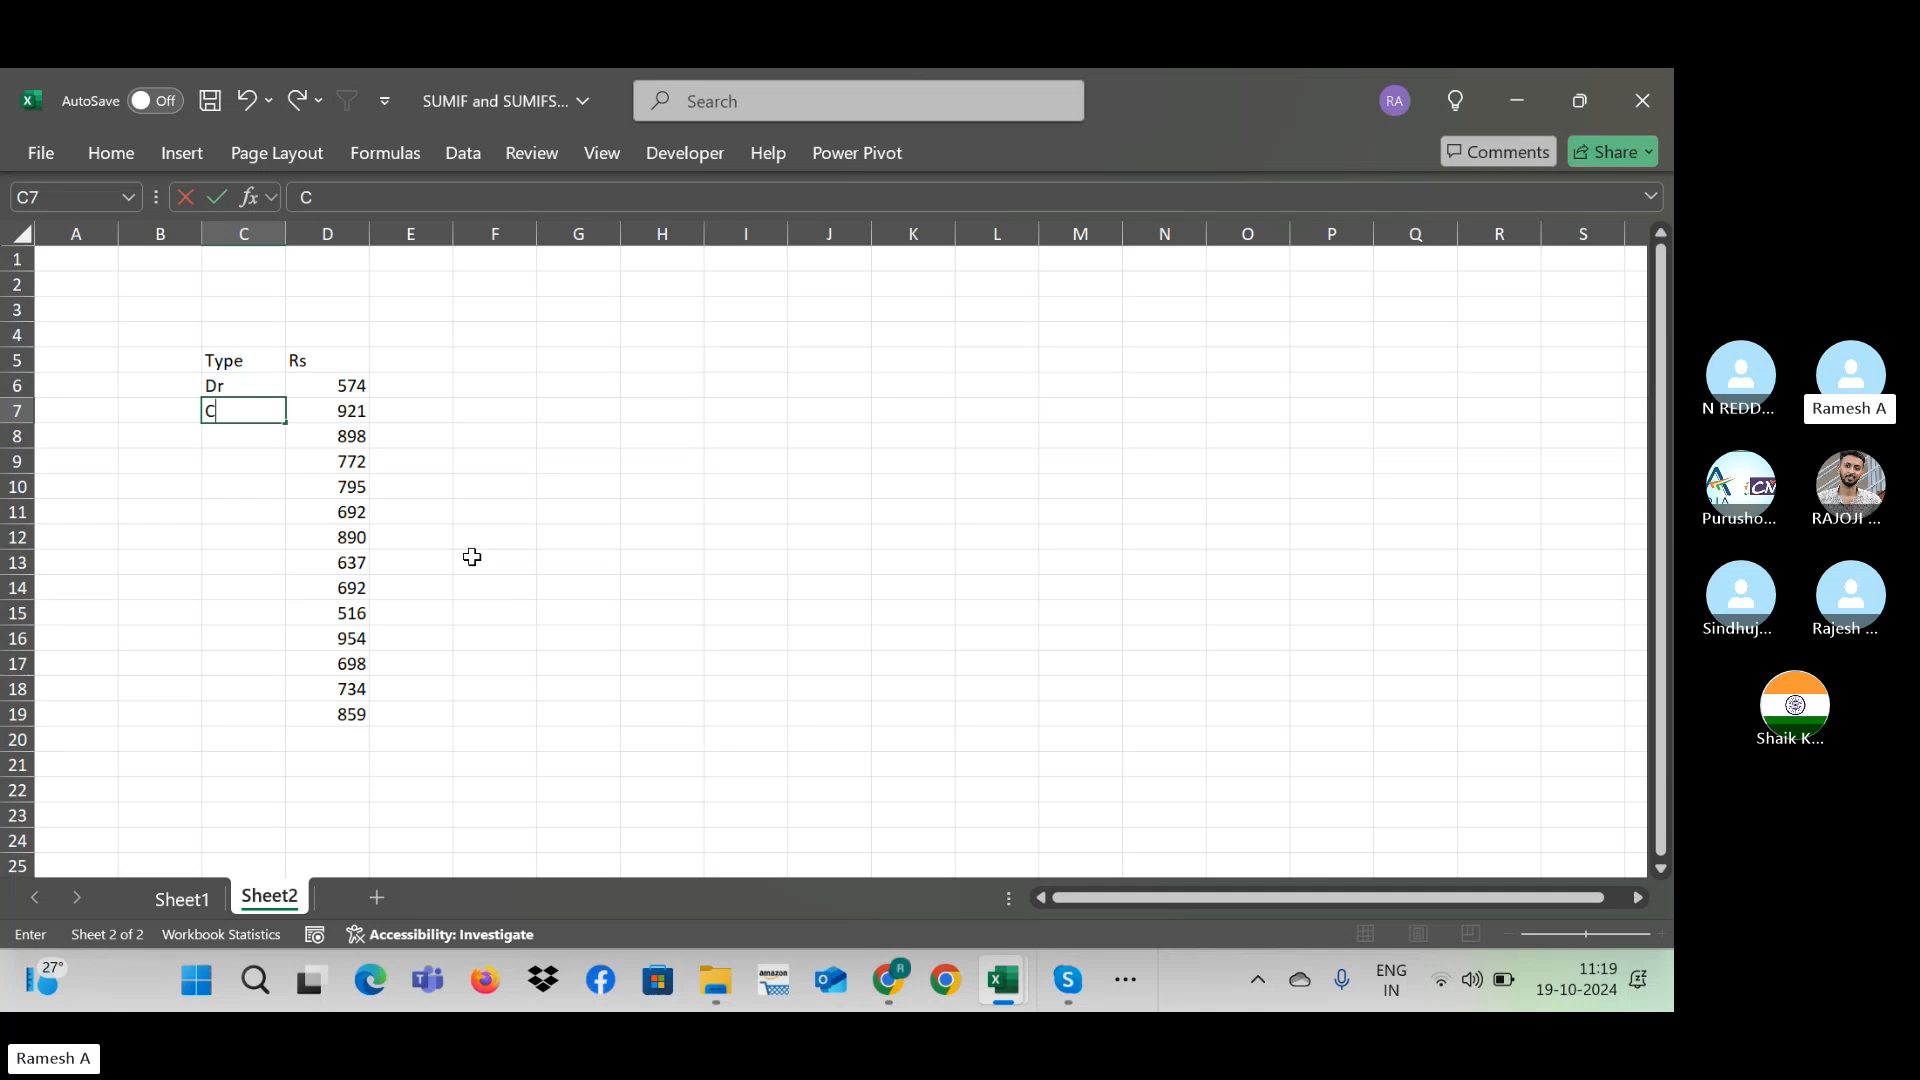 AutoSave Off SUMIF and SUMIFS... Search RA
File Home Insert Page Layout Formulas Data Review View Developer Help Power Pivot Comments Share
C7 fx C
A B C D E F G H I J K L M N O P Q R S
1
2
3
4
5 Type Rs
6 Dr 574
7 C 921
8 898
9 772
10 795
11 692
12 890
13 637
14 692
15 516
16 954
17 698
18 734
19 859
20
21
22
23
24
25
Sheet1 Sheet2
Enter Sheet 2 of 2 Workbook Statistics Accessibility: Investigate
27° amazon R ENG 11:19
IN 19-10-2024
N REDD... Ramesh A
Purusho... RAJOJI ...
Sindhuj... Rajesh ...
Shaik K...
Ramesh A